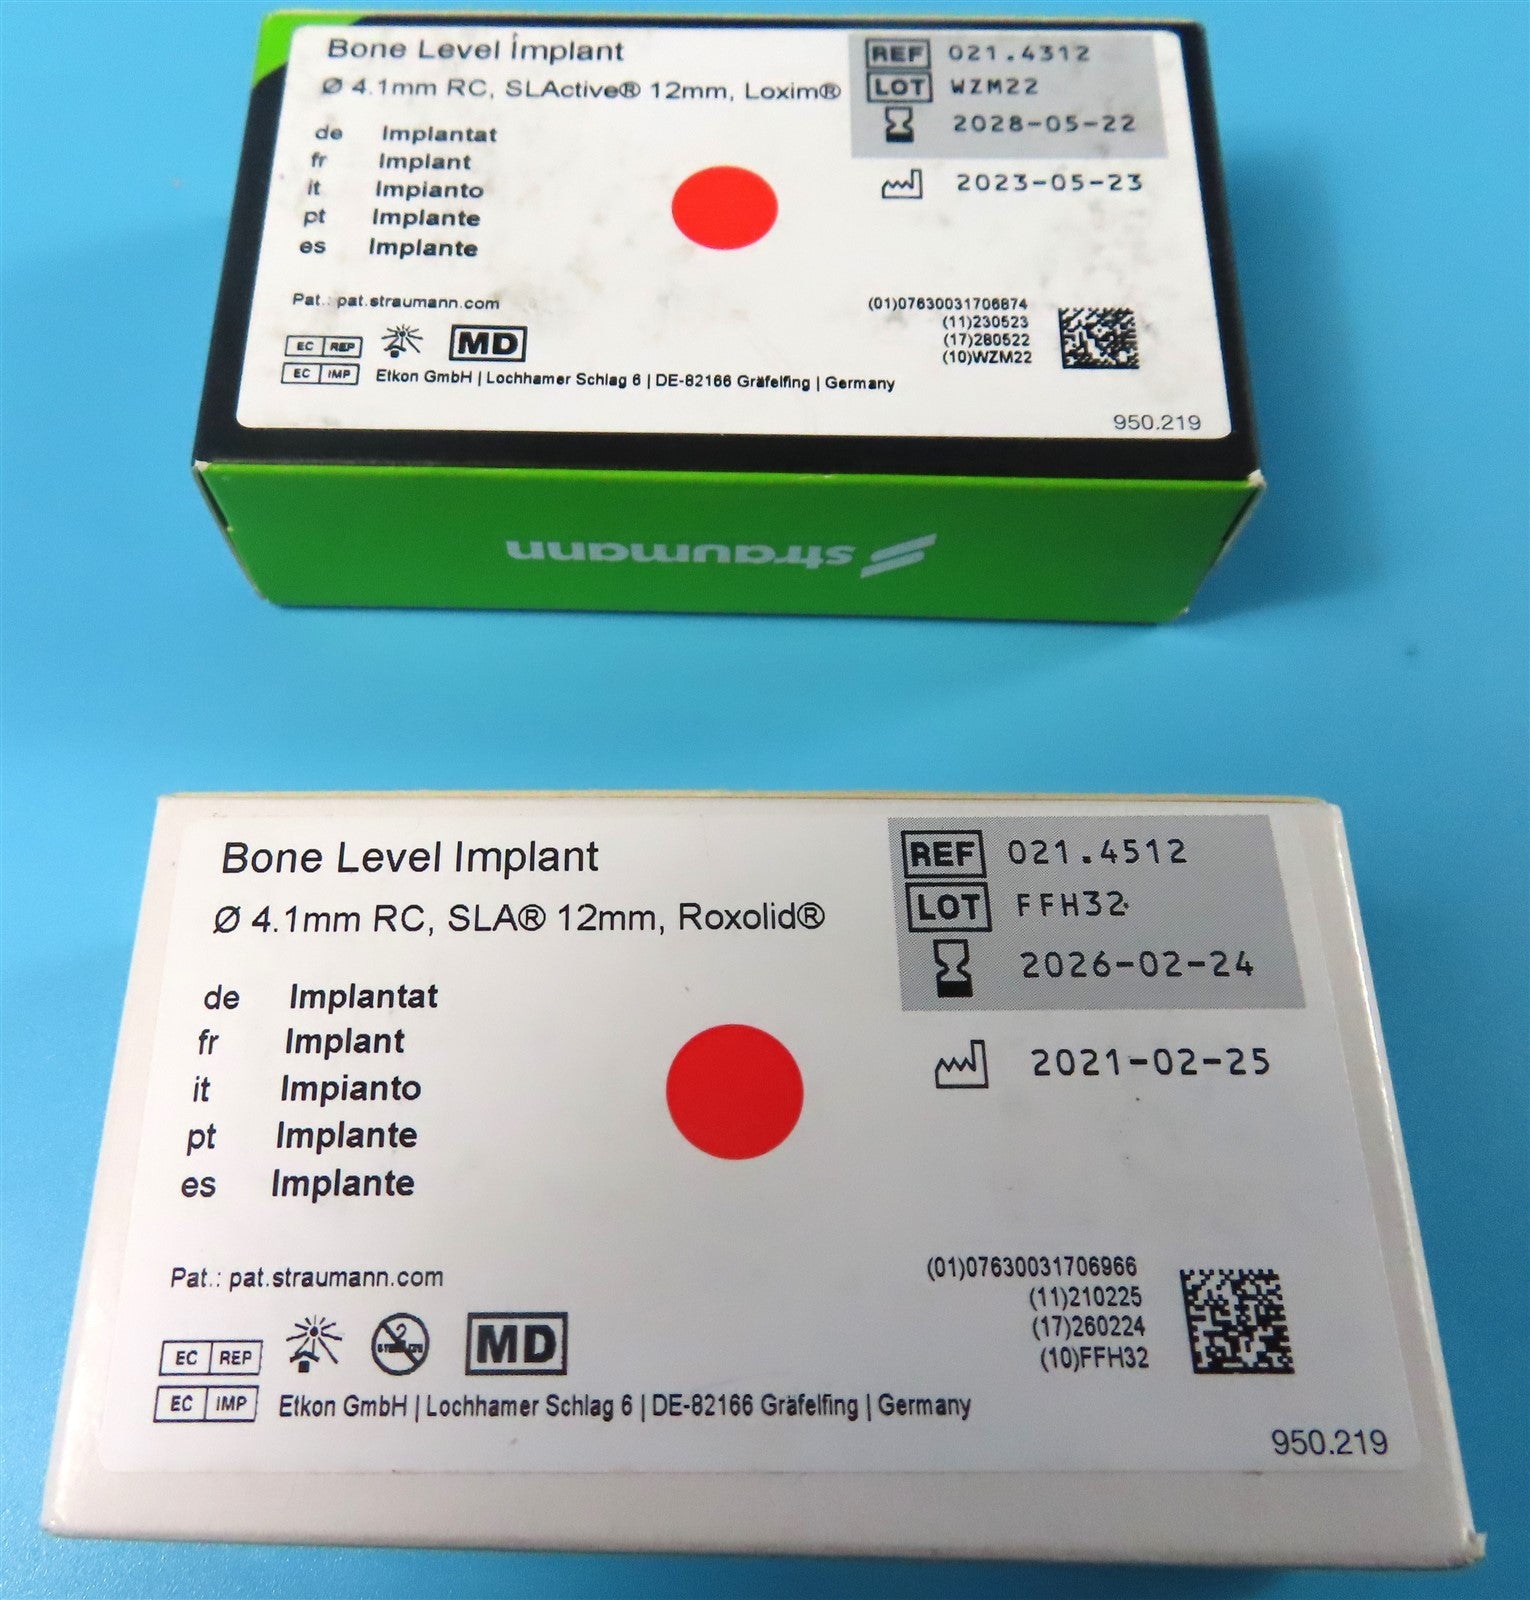 Bone Level Implant
Ø 4.1mm RC, SLActive® 12mm, Loxim®
REF 021.4312
LOT WZM22
2028-05-22
2023-05-23
de Implantat
fr Implant
it Impianto
pt Implante
es Implante
Pat.: pat.straumann.com
(01)07630031706874
(11)230523
(17)280522
(10)WZM22
EC REP
MD
EC IMP
Etkon GmbH | Lochhamer Schlag 6 | DE-82166 Gräfelfing | Germany
950.219
straumann
Bone Level Implant
Ø 4.1mm RC, SLA® 12mm, Roxolid®
REF 021.4512
LOT FFH32
2026-02-24
2021-02-25
de Implantat
fr Implant
it Impianto
pt Implante
es Implante
Pat.: pat.straumann.com
(01)07630031706966
(11)210225
(17)260224
(10)FFH32
EC REP
2
MD
EC IMP
Etkon GmbH | Lochhamer Schlag 6 | DE-82166 Gräfelfing | Germany
950.219